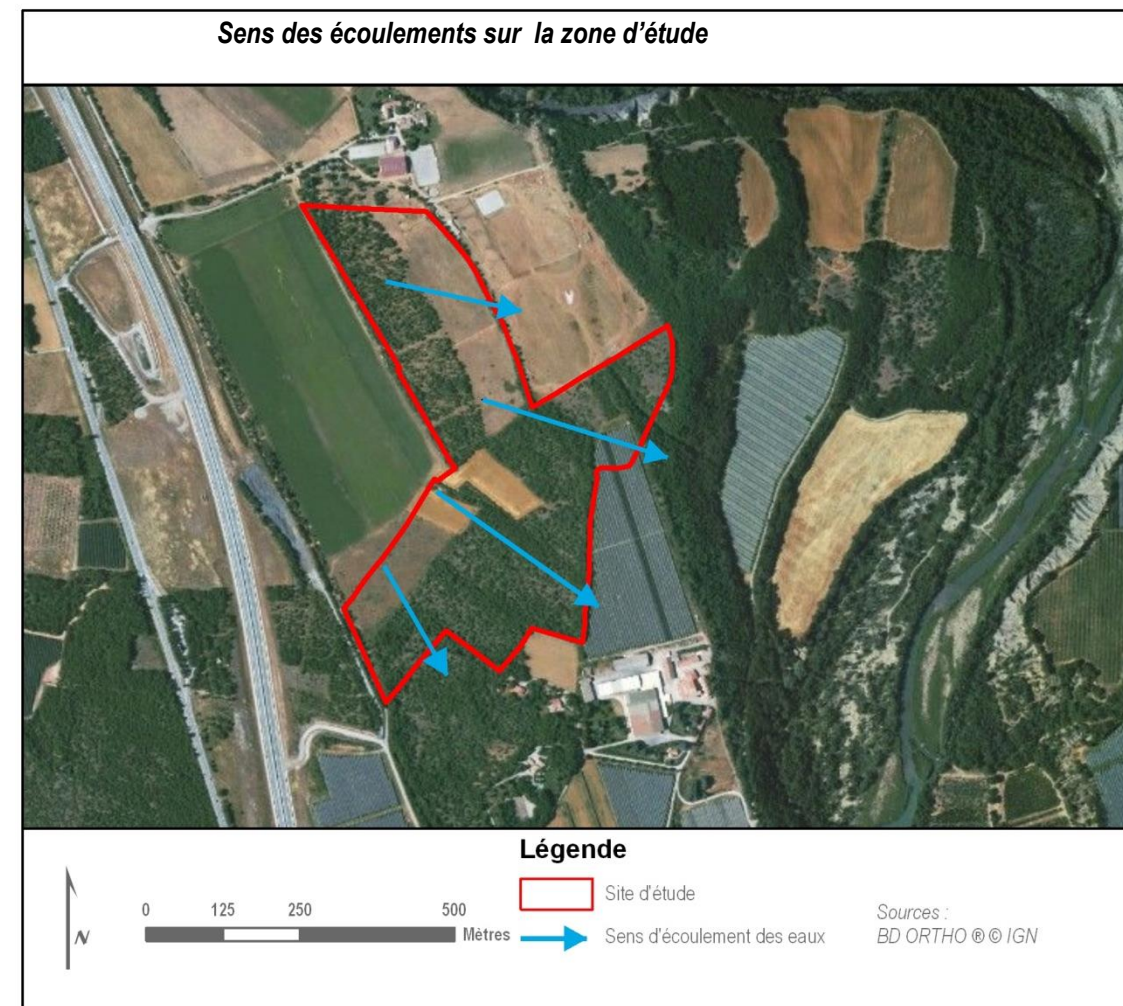 Sens des écoulements sur la zone d'étude
Légende
Site d'étude
Sens d'écoulement des eaux
N
0 125 250 500
Mètres
Sources :
BD ORTHO ® © IGN